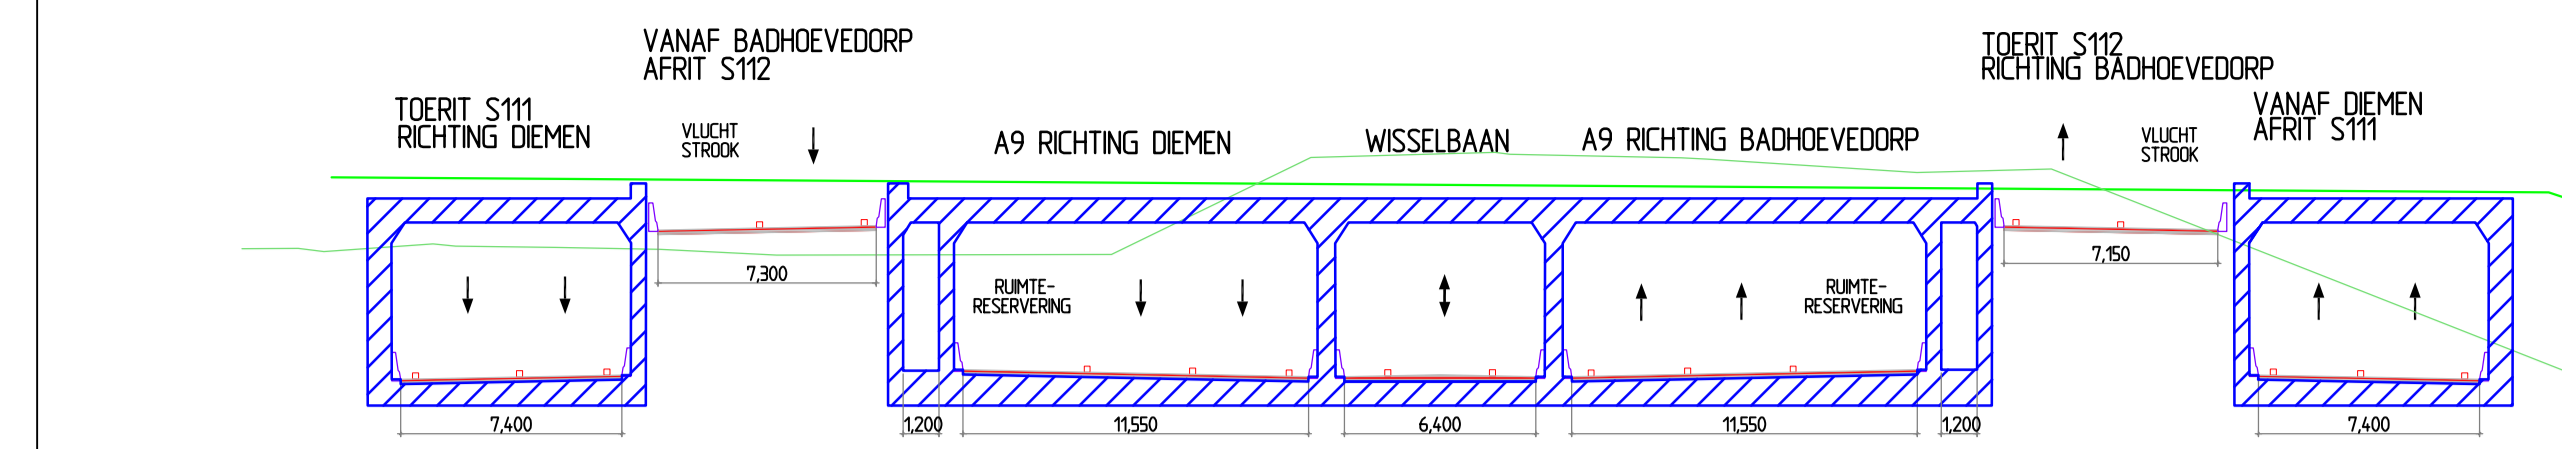 VANAF BADHOEVEDORP
AFRIT S112
TOERIT S112
RICHTING BADHOEVEDORP
TOERIT S111
RICHTING DIEMEN
VLUCHT
STROOK
A9 RICHTING DIEMEN
WISSELBAAN
A9 RICHTING BADHOEVEDORP
VLUCHT
STROOK
VANAF DIEMEN
AFRIT S111
7,300
7,150
RUIMTE-
RESERVERING
RUIMTE-
RESERVERING
7,400
1,200
11,550
6,400
11,550
1,200
7,400